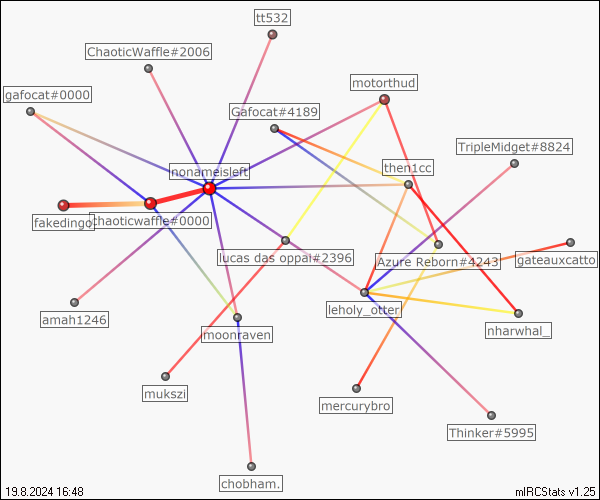 tt532
ChaoticWaffle#2006
motorthud
gafocat#0000
Gafocat#4189
TripleMidget#8824
nonameisleft
then1cc
fakedingo
chaoticwaffle#0000
lucas das oppai#2396
Azure Reborn#4243
gateauxcatto
leholy_otter
amah1246
moonraven
nharwhal_
mukszi
mercurybro
Thinker#5995
chobham.
19.8.2024 16:48
mIRCStats v1.25